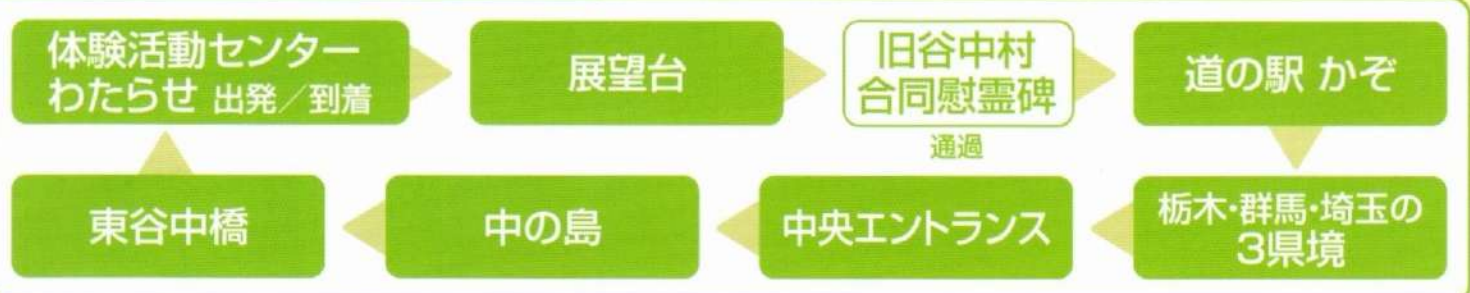 体験活動センター
わたらせ 出発／到着
展望台
旧谷中村
合同慰霊碑
通過
道の駅 かぞ
栃木・群馬・埼玉の
3県境
中央エントランス
中の島
東谷中橋